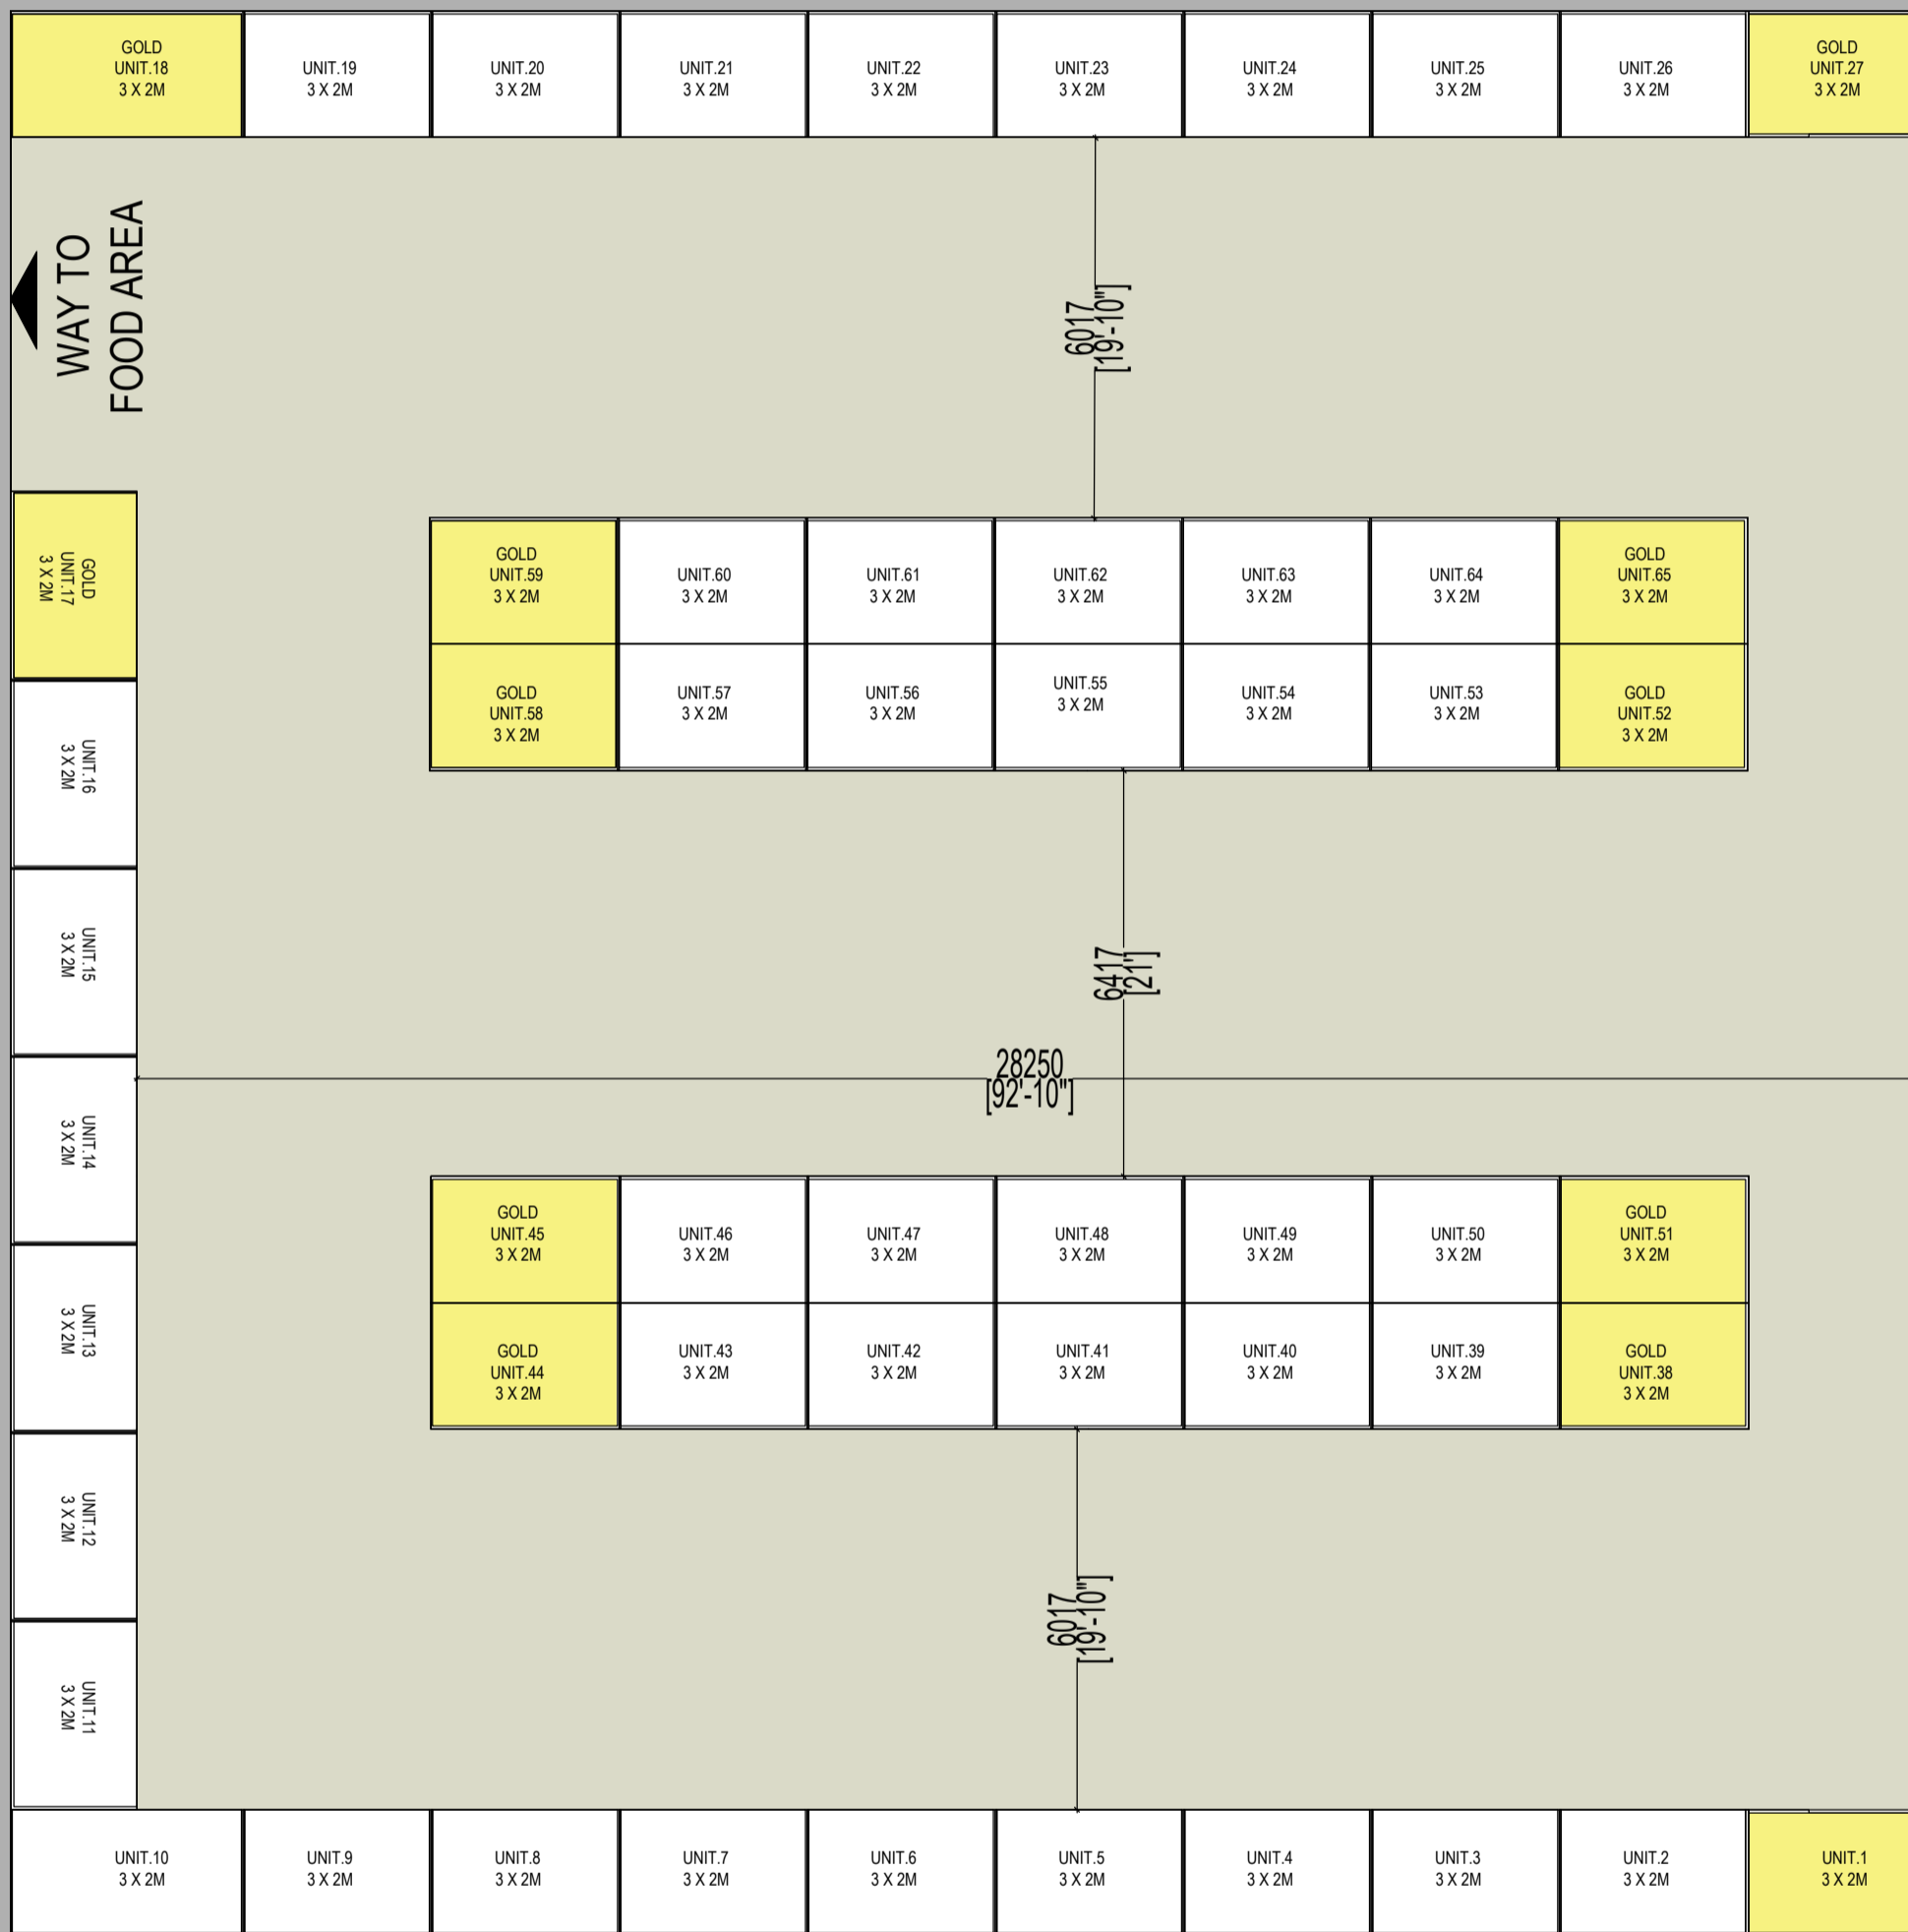 GOLD
UNIT.18
3 X 2M
UNIT.19
3 X 2M
UNIT.20
3 X 2M
UNIT.21
3 X 2M
UNIT.22
3 X 2M
UNIT.23
3 X 2M
UNIT.24
3 X 2M
UNIT.25
3 X 2M
UNIT.26
3 X 2M
GOLD
UNIT.27
3 X 2M
WAY TO
FOOD AREA
6017
[19'-10"]
GOLD
UNIT.17
3 X 2M
GOLD
UNIT.59
3 X 2M
UNIT.60
3 X 2M
UNIT.61
3 X 2M
UNIT.62
3 X 2M
UNIT.63
3 X 2M
UNIT.64
3 X 2M
GOLD
UNIT.65
3 X 2M
GOLD
UNIT.58
3 X 2M
UNIT.57
3 X 2M
UNIT.56
3 X 2M
UNIT.55
3 X 2M
UNIT.54
3 X 2M
UNIT.53
3 X 2M
GOLD
UNIT.52
3 X 2M
UNIT.16
3 X 2M
UNIT.15
3 X 2M
6417
[21']
28250
[92'-10"]
UNIT.14
3 X 2M
GOLD
UNIT.45
3 X 2M
UNIT.46
3 X 2M
UNIT.47
3 X 2M
UNIT.48
3 X 2M
UNIT.49
3 X 2M
UNIT.50
3 X 2M
GOLD
UNIT.51
3 X 2M
UNIT.13
3 X 2M
GOLD
UNIT.44
3 X 2M
UNIT.43
3 X 2M
UNIT.42
3 X 2M
UNIT.41
3 X 2M
UNIT.40
3 X 2M
UNIT.39
3 X 2M
GOLD
UNIT.38
3 X 2M
UNIT.12
3 X 2M
6017
[19'-10"]
UNIT.11
3 X 2M
UNIT.10
3 X 2M
UNIT.9
3 X 2M
UNIT.8
3 X 2M
UNIT.7
3 X 2M
UNIT.6
3 X 2M
UNIT.5
3 X 2M
UNIT.4
3 X 2M
UNIT.3
3 X 2M
UNIT.2
3 X 2M
UNIT.1
3 X 2M